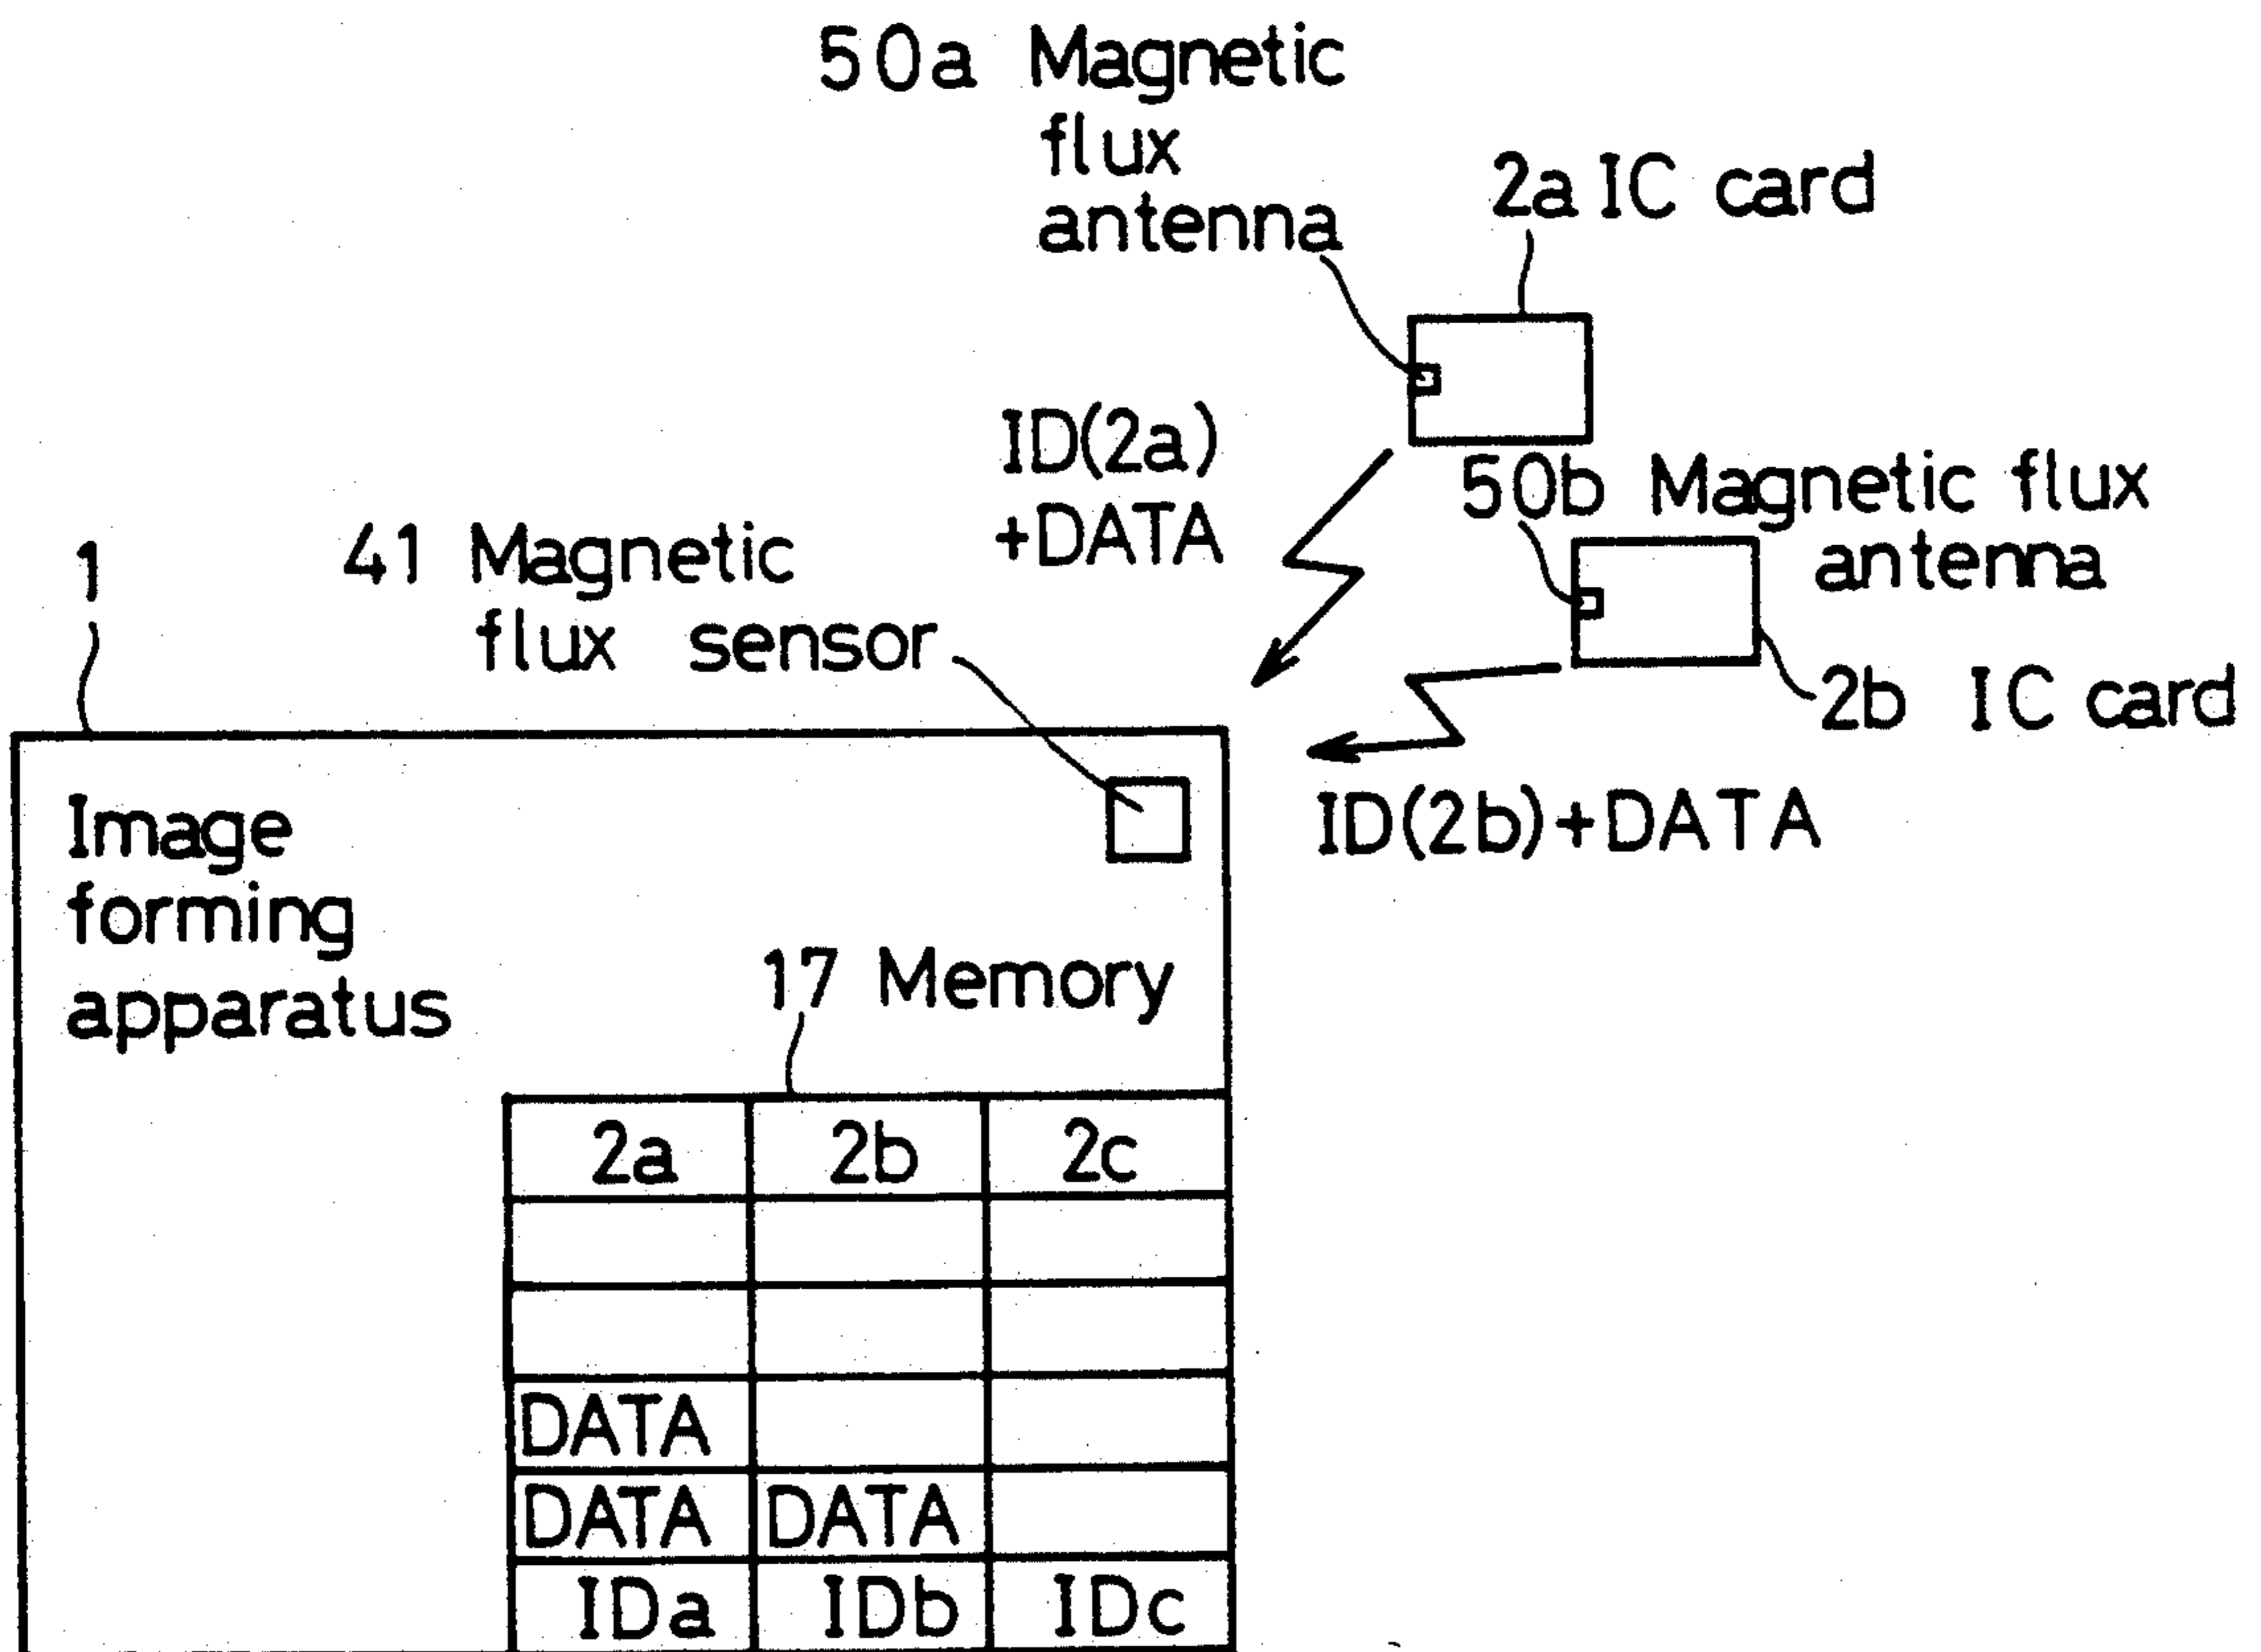 50a Magnetic
flux
antenna
2a IC card
ID(2a)
+DATA
50b Magnetic flux
antenna
1
41 Magnetic
flux sensor
2b IC card
ID(2b)+DATA
Image
forming
apparatus
17 Memory
2a 2b 2c
DATA
DATA DATA
IDa IDb IDc